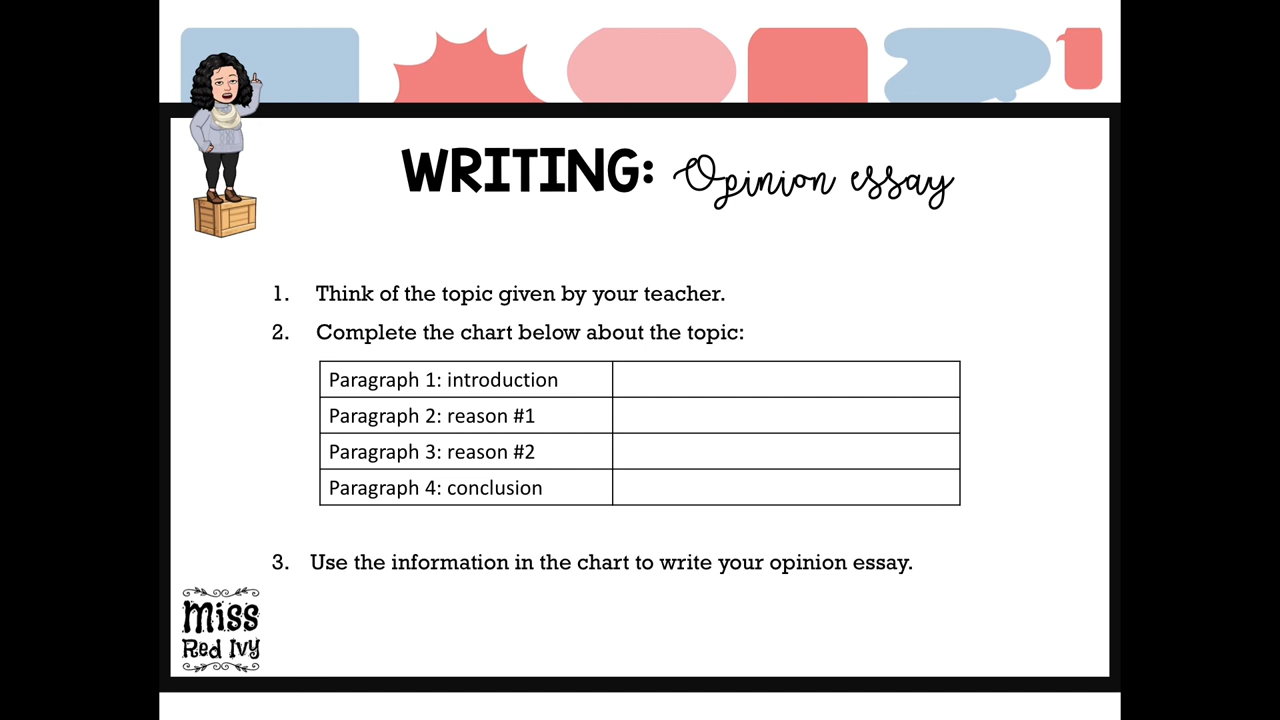 WRITING: Opinion essay
1. Think of the topic given by your teacher.
2. Complete the chart below about the topic:
Paragraph 1: introduction
Paragraph 2: reason #1
Paragraph 3: reason #2
Paragraph 4: conclusion
3. Use the information in the chart to write your opinion essay.
Miss
Red Ivy